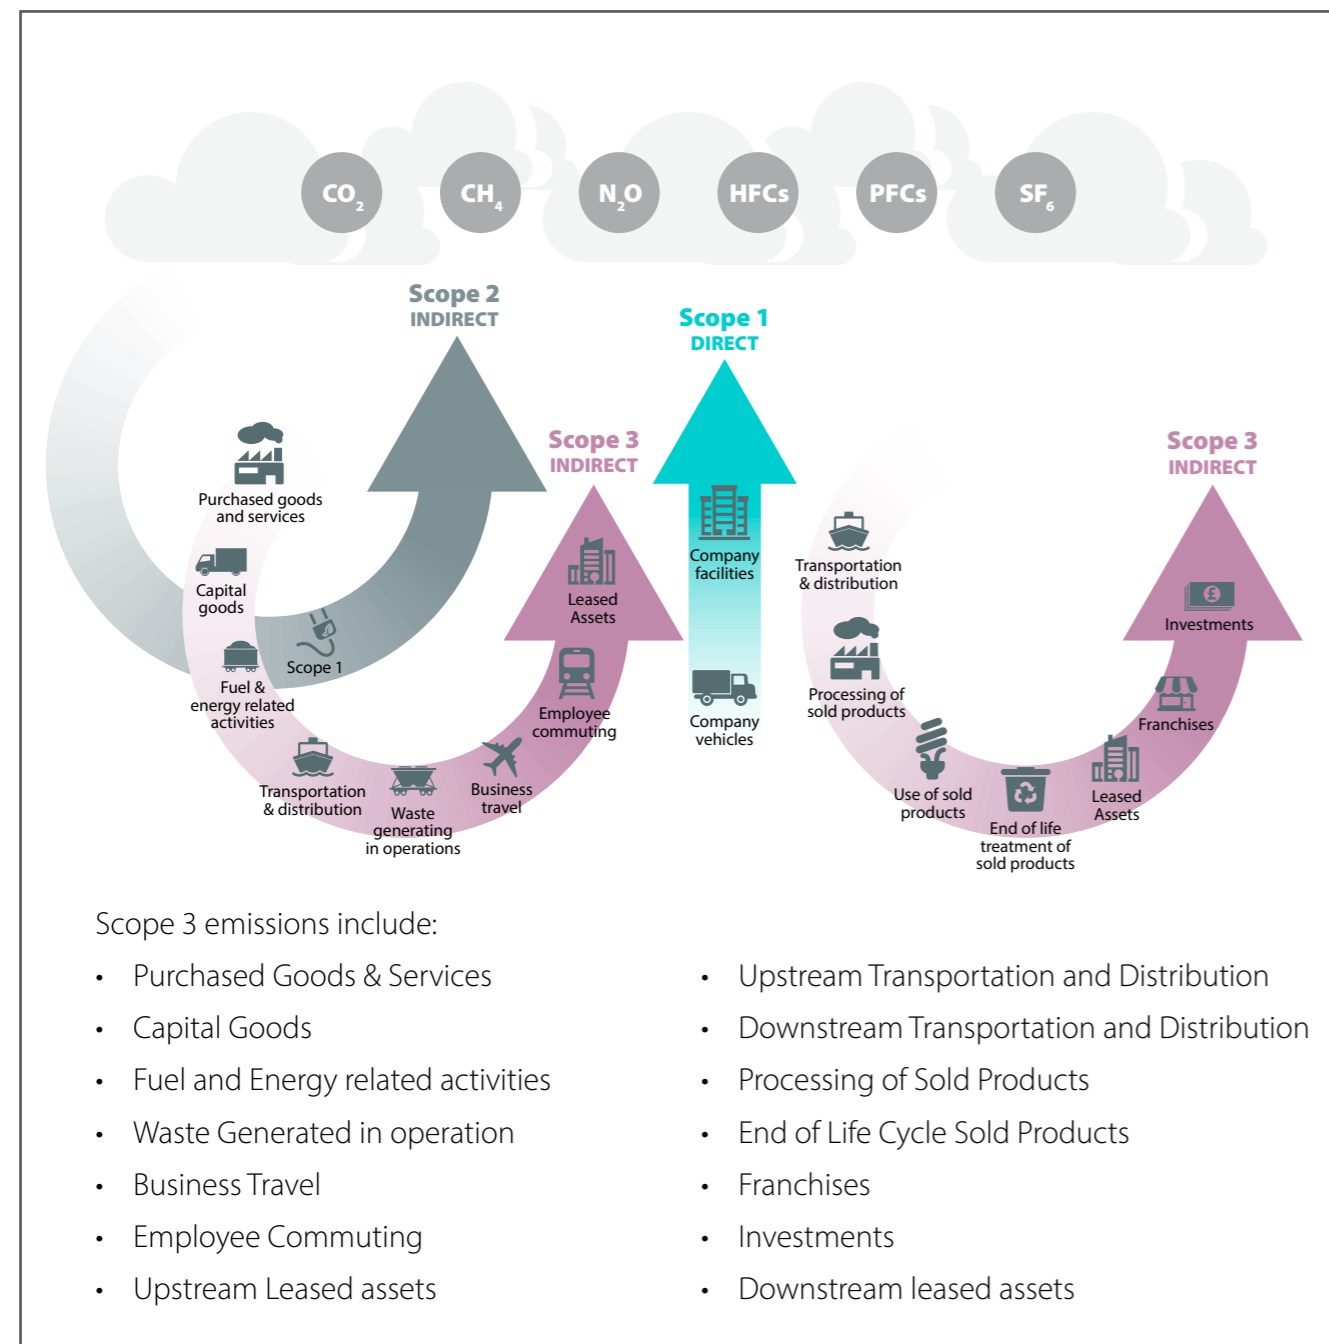 CO₂
CH₄
N₂O
HFCs
PFCs
SF₆
Scope 2
INDIRECT
Scope 1
DIRECT
Scope 3
INDIRECT
Scope 3
INDIRECT
Purchased goods
and services
Capital
goods
Fuel &
energy related
activities
Scope 1
Transportation
& distribution
Waste
generating
in operations
Business
travel
Employee
commuting
Leased
Assets
Company
facilities
Company
vehicles
Transportation
& distribution
Processing of
sold products
Use of sold
products
End of life
treatment of
sold products
Leased
Assets
Franchises
£
Investments
Scope 3 emissions include:
• Purchased Goods & Services
• Capital Goods
• Fuel and Energy related activities
• Waste Generated in operation
• Business Travel
• Employee Commuting
• Upstream Leased assets
• Upstream Transportation and Distribution
• Downstream Transportation and Distribution
• Processing of Sold Products
• End of Life Cycle Sold Products
• Franchises
• Investments
• Downstream leased assets